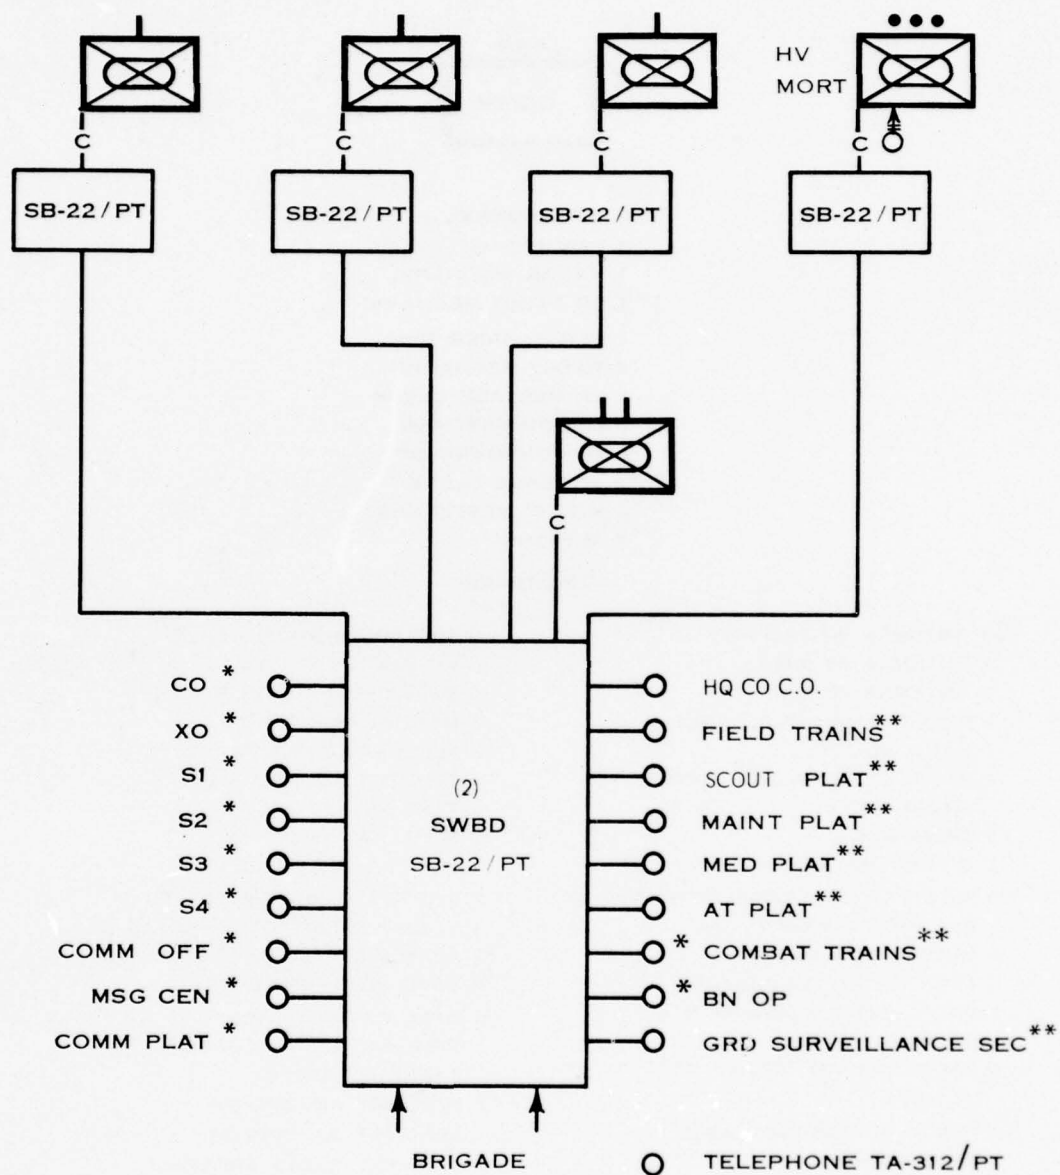 HV
MORT
C
C
C
C
SB-22/PT
SB-22/PT
SB-22/PT
SB-22/PT
C
CO *
XO *
S1 *
S2 *
S3 *
S4 *
COMM OFF *
MSG CEN *
COMM PLAT *
(2)
SWBD
SB-22/PT
HQ CO C.O.
FIELD TRAINS**
SCOUT PLAT**
MAINT PLAT**
MED PLAT**
AT PLAT**
* COMBAT TRAINS**
* BN OP
GRD SURVEILLANCE SEC**
BRIGADE
TELEPHONE TA-312/PT